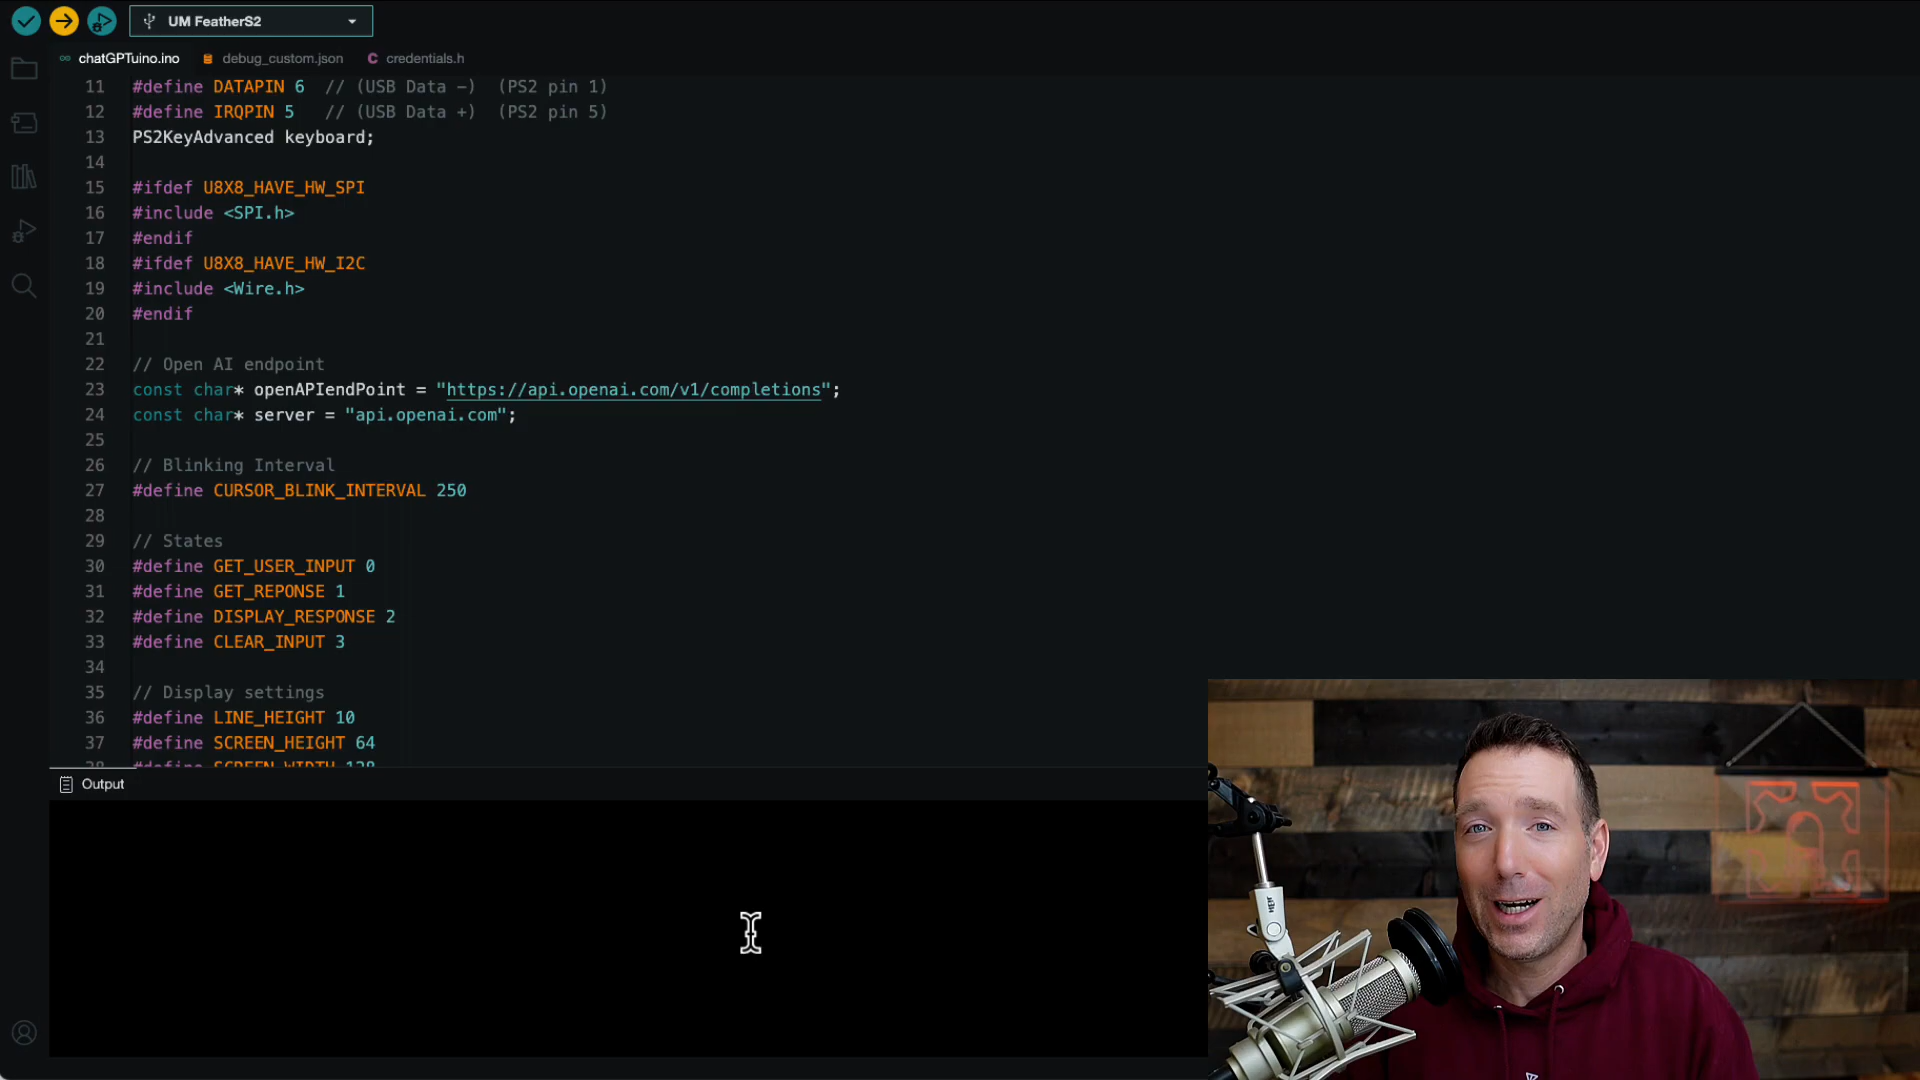 UM FeatherS2
chatGPTuino.ino
debug_custom.json
C credentials.h
11 #define DATAPIN 6 // (USB Data –) (PS2 pin 1)
12 #define IRQPIN 5 // (USB Data +) (PS2 pin 5)
13 PS2KeyAdvanced keyboard;
14
15 #ifdef U8X8_HAVE_HW_SPI
16 #include <SPI.h>
17 #endif
18 #ifdef U8X8_HAVE_HW_I2C
19 #include <Wire.h>
20 #endif
21
22 // Open AI endpoint
23 const char* openAPIendPoint = "https://api.openai.com/v1/completions";
24 const char* server = "api.openai.com";
25
26 // Blinking Interval
27 #define CURSOR_BLINK_INTERVAL 250
28
29 // States
30 #define GET_USER_INPUT 0
31 #define GET_REPONSE 1
32 #define DISPLAY_RESPONSE 2
33 #define CLEAR_INPUT 3
34
35 // Display settings
36 #define LINE_HEIGHT 10
37 #define SCREEN_HEIGHT 64
38 #define SCREEN_WIDTH 128
Output